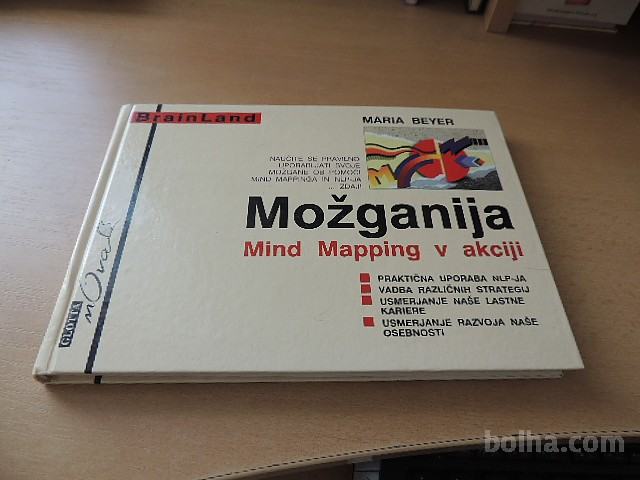 BrainLand
MARIA BEYER
NAUČITE SE PRAVILNO
UPORABLJATI SVOJE
MOŽGANE OB POMOČI
MIND MAPPINGA IN NLP-JA
... ZDAJ!
Možganija
Mind Mapping v akciji
PRAKTIČNA UPORABA NLP-JA
VADBA RAZLIČNIH STRATEGIJ
USMERJANJE NAŠE LASTNE
KARIERE
USMERJANJE RAZVOJA NAŠE
OSEBNOSTI
GLOTTA
bolha.com